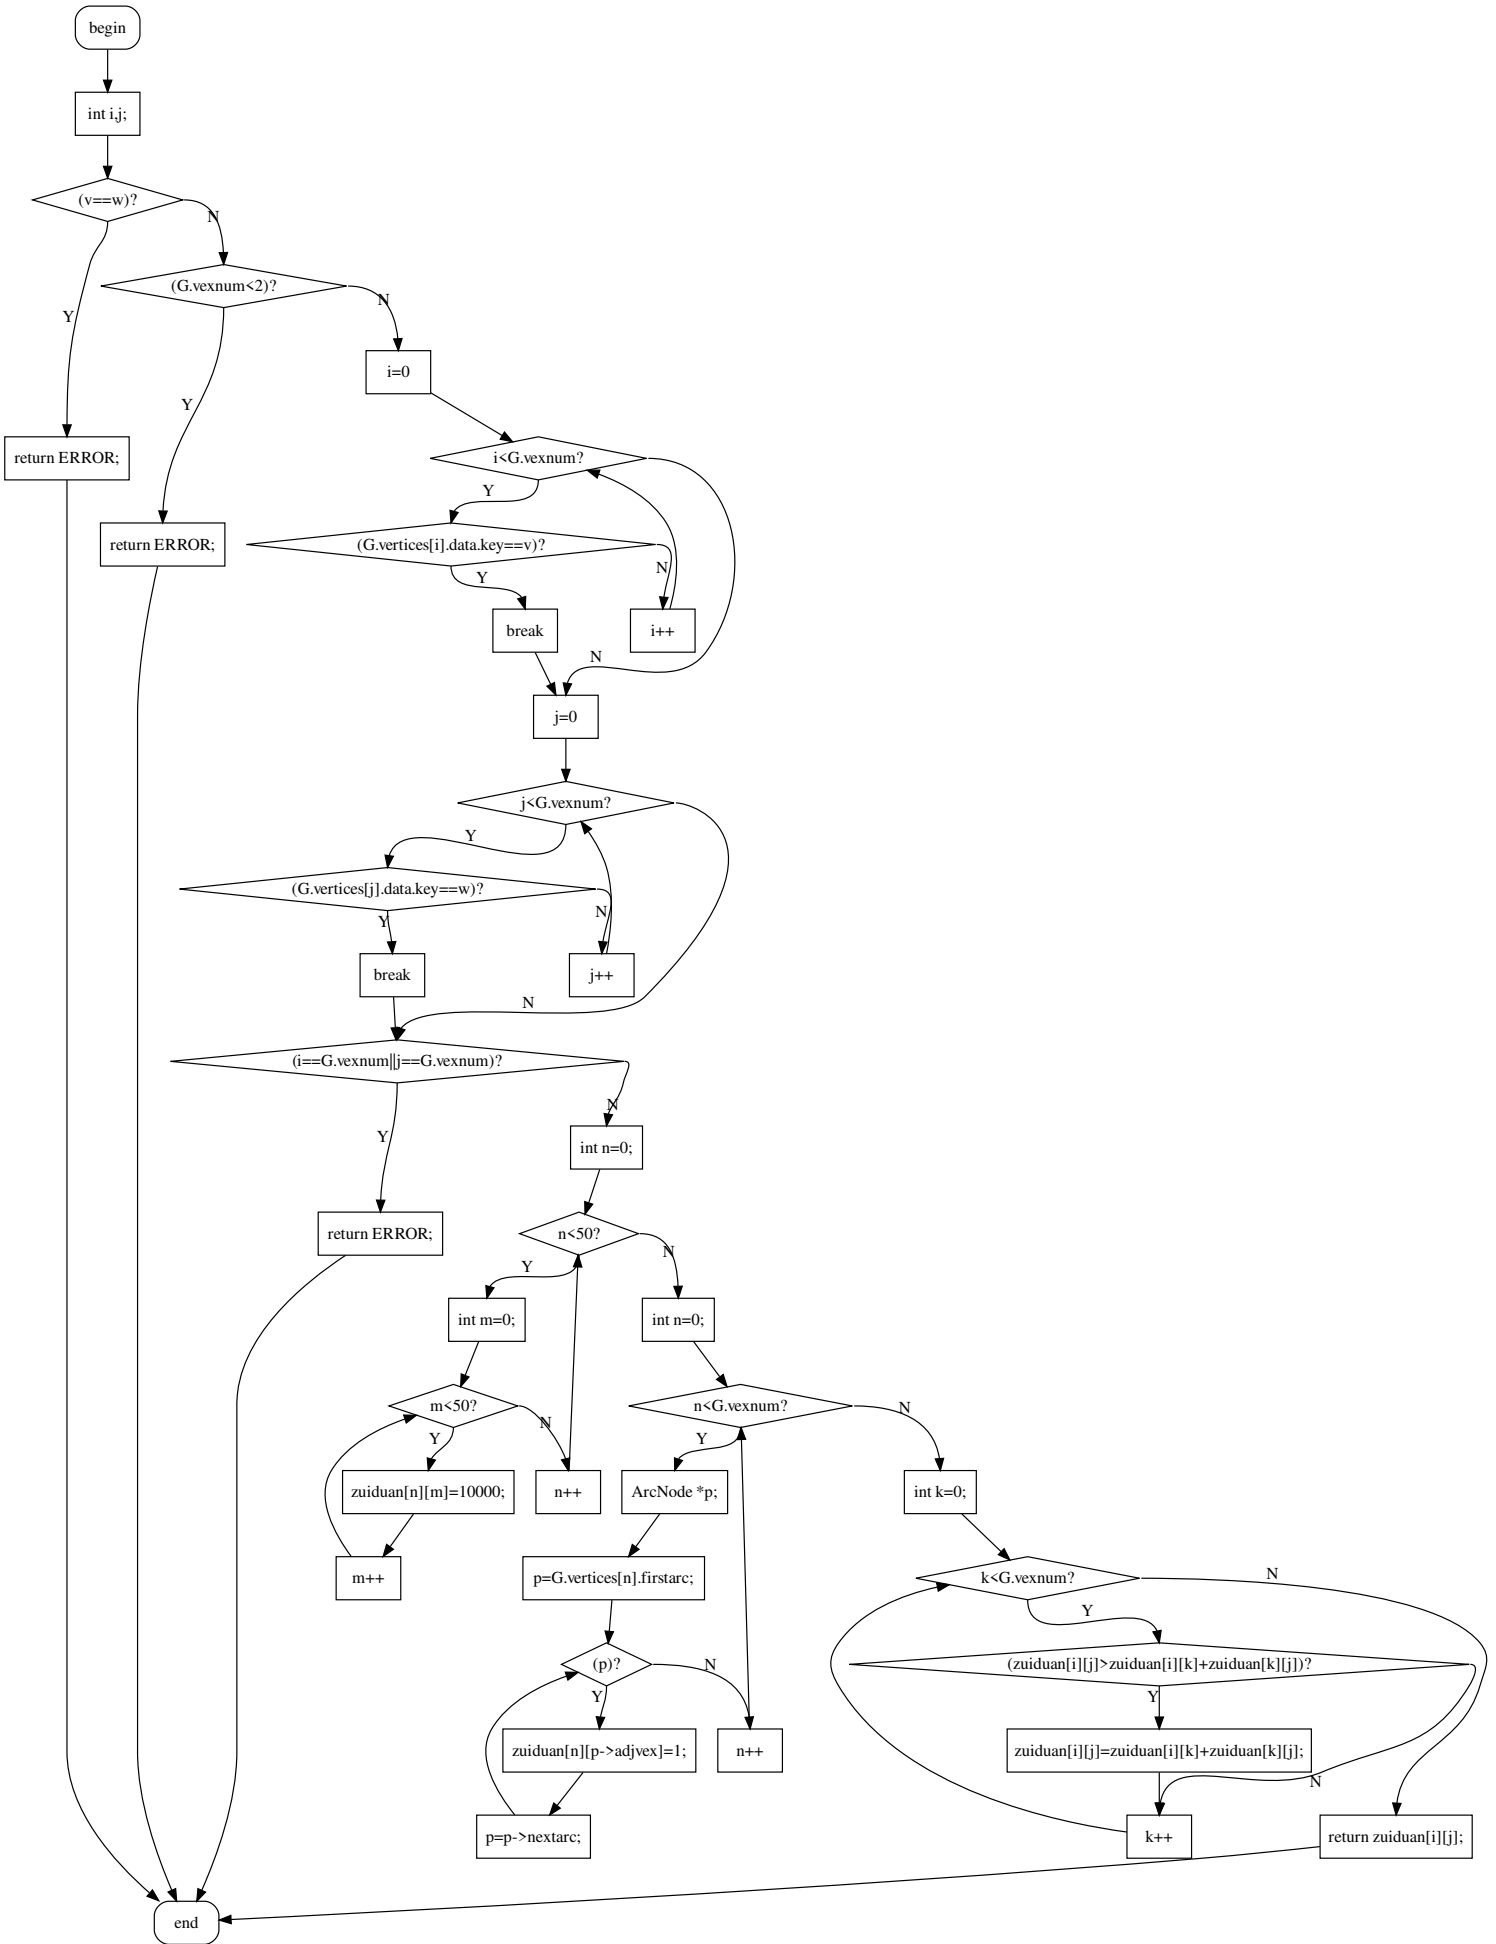 begin
int i,j;
(v==w)?
N
(G.vexnum<2)?
N
Y
i=0
Y
return ERROR;
i<G.vexnum?
Y
return ERROR;
(G.vertices[i].data.key==v)?
N
Y
break
i++
N
j=0
j<G.vexnum?
Y
(G.vertices[j].data.key==w)?
N
Y
break
j++
N
(i==G.vexnum||j==G.vexnum)?
N
Y
int n=0;
return ERROR;
n<50?
N
Y
int m=0;
int n=0;
m<50?
n<G.vexnum?
N
N
Y
Y
zuiduan[n][m]=10000;
n++
ArcNode *p;
int k=0;
m++
p=G.vertices[n].firstarc;
k<G.vexnum?
N
Y
(p)?
N
(zuiduan[i][j]>zuiduan[i][k]+zuiduan[k][j])?
Y
Y
zuiduan[n][p->adjvex]=1;
n++
zuiduan[i][j]=zuiduan[i][k]+zuiduan[k][j];
N
p=p->nextarc;
k++
return zuiduan[i][j];
end